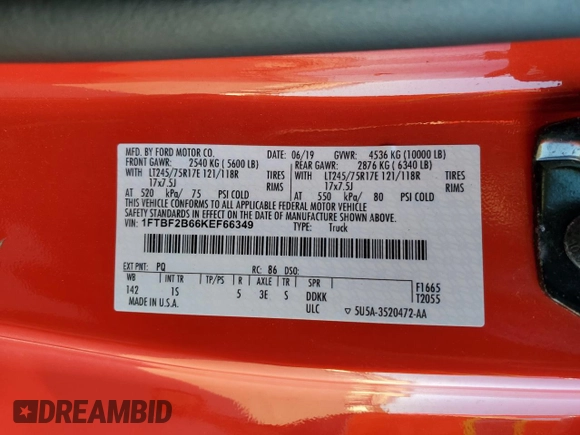 MFD. BY FORD MOTOR CO. DATE: 06/19 GVWR: 4536 KG (10000 LB)
FRONT GAWR: 2540 KG (5600 LB) REAR GAWR: 2876 KG (6340 LB)
WITH LT245/75R17E 121/118R TIRES WITH LT245/75R17E 121/118R TIRES
17x7.5J RIMS 17x7.5J RIMS
AT 520 kPa/ 75 PSI COLD AT 550 kPa/ 80 PSI COLD
THIS VEHICLE CONFORMS TO ALL APPLICABLE FEDERAL MOTOR VEHICLE
SAFETY STANDARDS IN EFFECT ON THE DATE OF MANUFACTURE SHOWN ABOVE.
VIN: 1FTBF2B66KEF66349 TYPE: Truck
EXT PNT: PQ RC: 86 DSO:
WB INT TR TP/PS R AXLE TR SPR F1665
142 15 5 3E S DDKK T2055
MADE IN U.S.A. ULC 5U5A-3520472-AA
DREAMBID